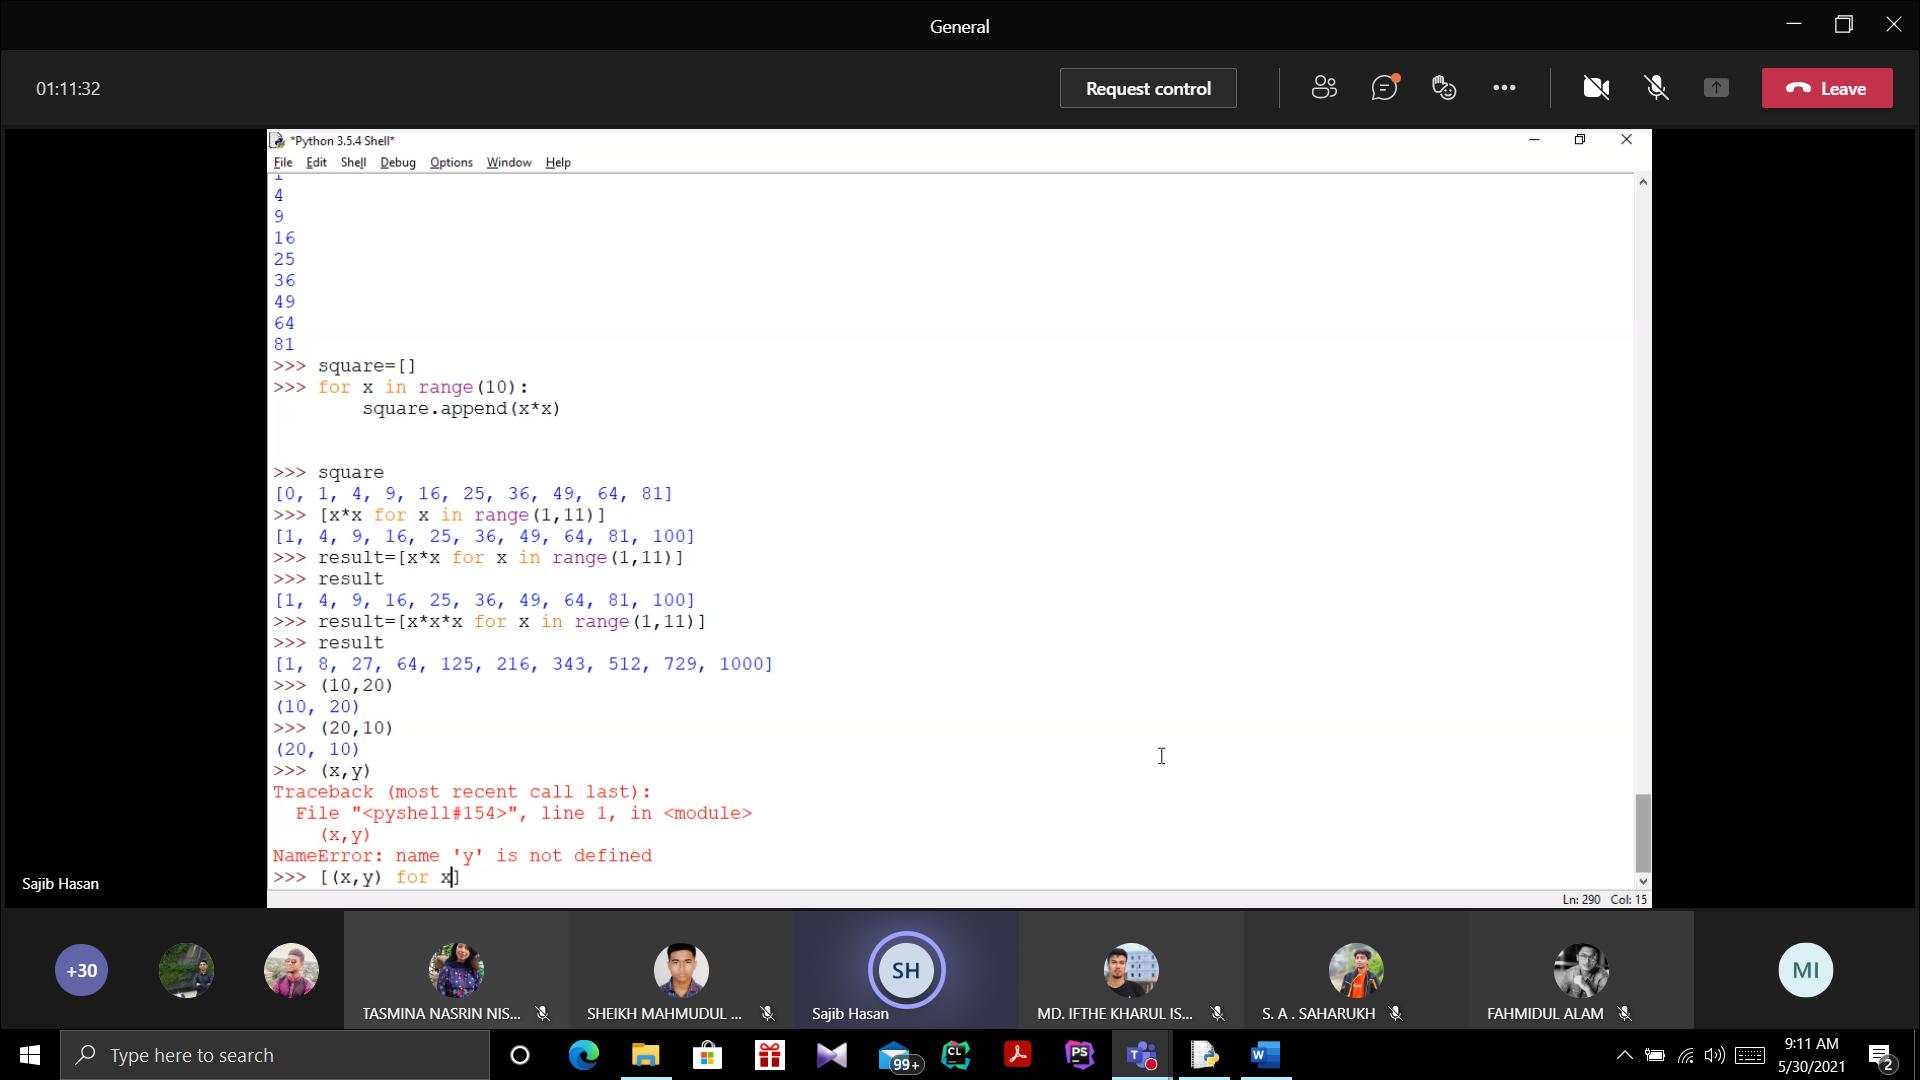 General
01:11:32
Request control
Leave
*Python 3.5.4 Shell*
File Edit Shell Debug Options Window Help
1
4
9
16
25
36
49
64
81
>>> square=[]
>>> for x in range(10):
square.append(x*x)
>>> square
[0, 1, 4, 9, 16, 25, 36, 49, 64, 81]
>>> [x*x for x in range(1,11)]
[1, 4, 9, 16, 25, 36, 49, 64, 81, 100]
>>> result=[x*x for x in range(1,11)]
>>> result
[1, 4, 9, 16, 25, 36, 49, 64, 81, 100]
>>> result=[x*x*x for x in range(1,11)]
>>> result
[1, 8, 27, 64, 125, 216, 343, 512, 729, 1000]
>>> (10,20)
(10, 20)
>>> (20,10)
(20, 10)
>>> (x,y)
Traceback (most recent call last):
File "<pyshell#154>", line 1, in <module>
(x,y)
NameError: name 'y' is not defined
>>> [(x,y) for x]
Ln: 290 Col: 15
Sajib Hasan
+30
SH
MI
TASMINA NASRIN NIS...
SHEIKH MAHMUDUL ...
Sajib Hasan
MD. IFTHE KHARUL IS...
S. A . SAHARUKH
FAHMIDUL ALAM
Type here to search
99+
CL
PS
T
W
9:11 AM
5/30/2021
2